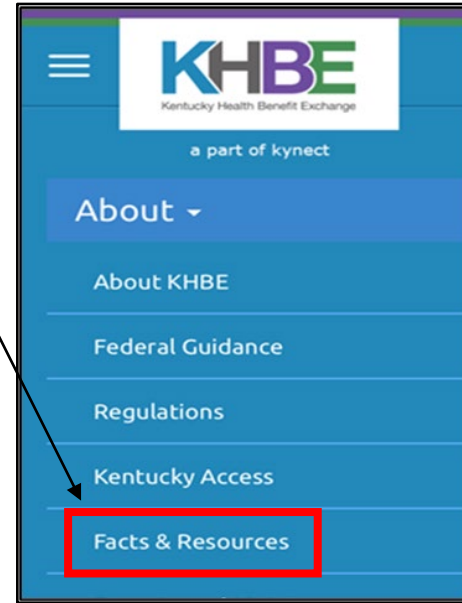 KHBE
Kentucky Health Benefit Exchange
a part of kynect
About
About KHBE
Federal Guidance
Regulations
Kentucky Access
Facts & Resources